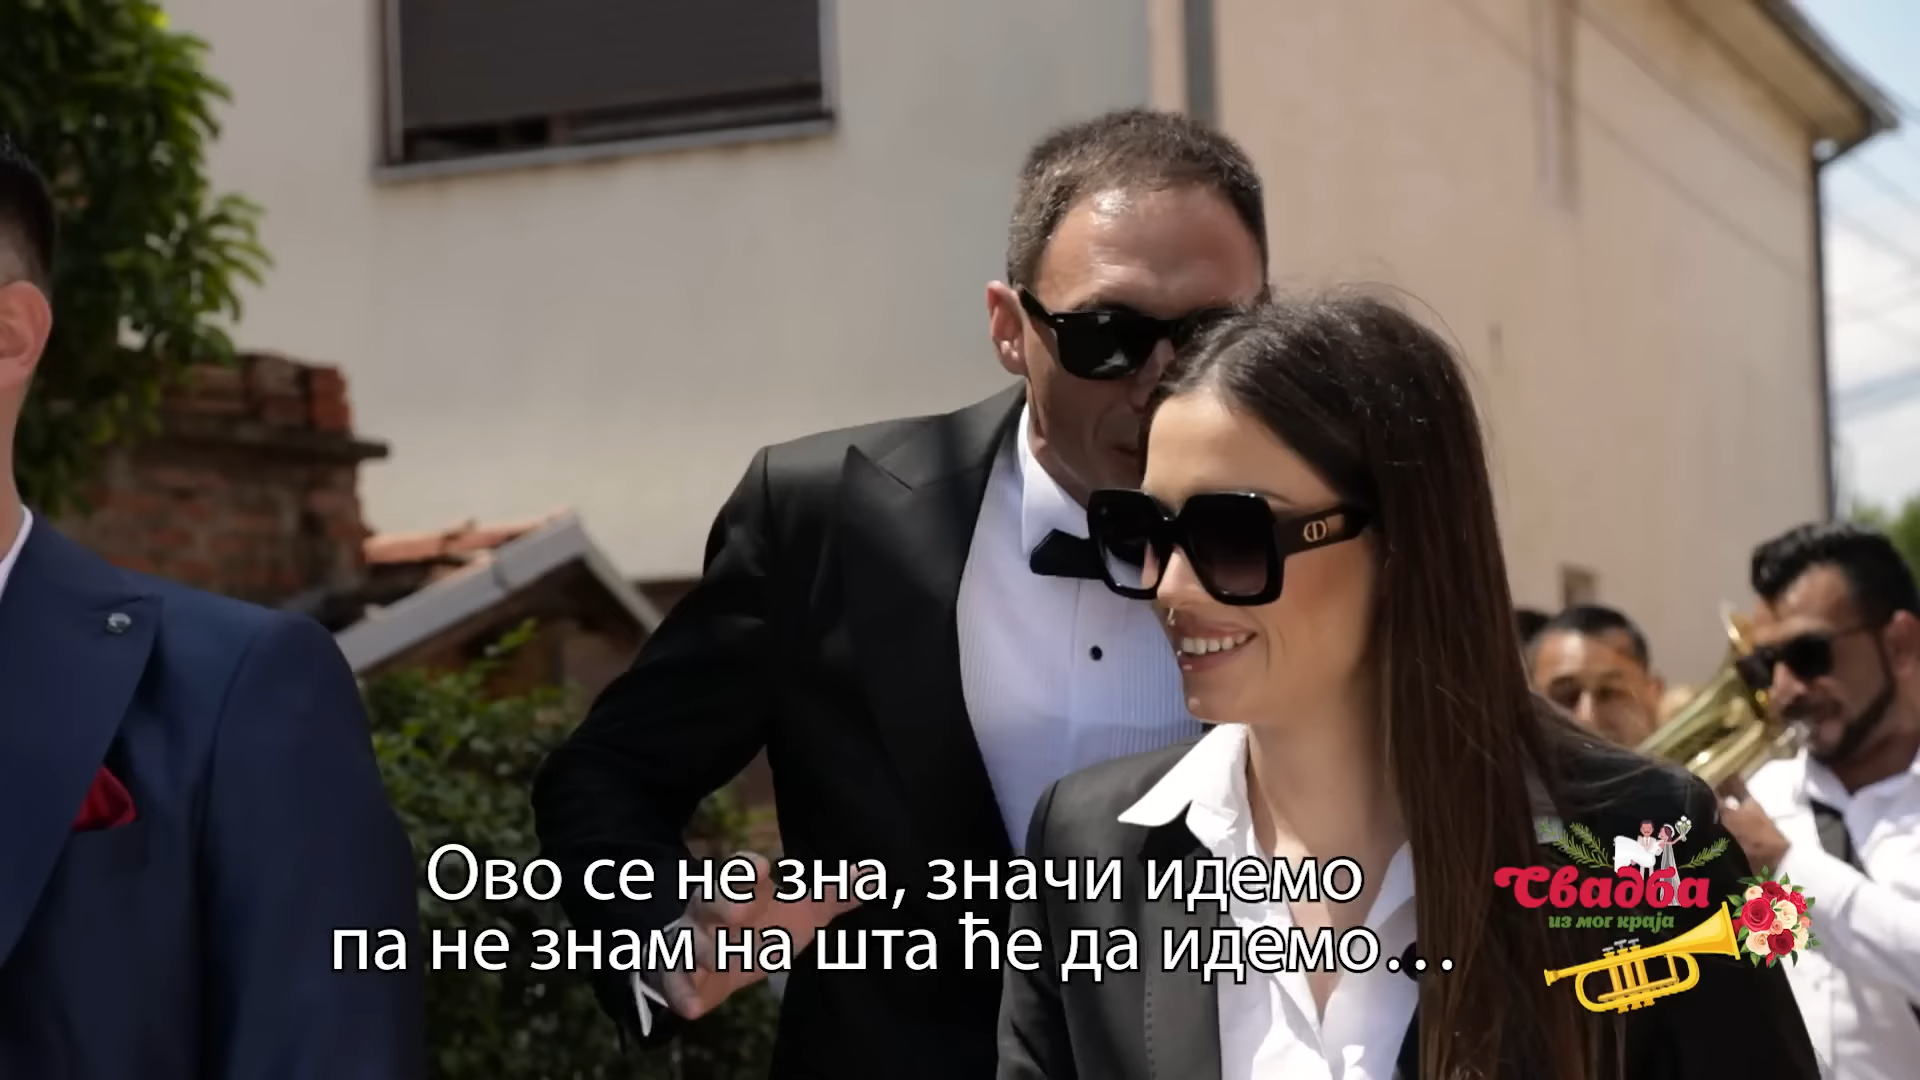 Ово се не зна, значи идемо
па не знам на шта ће да идемо...
Свадба
из мог краја